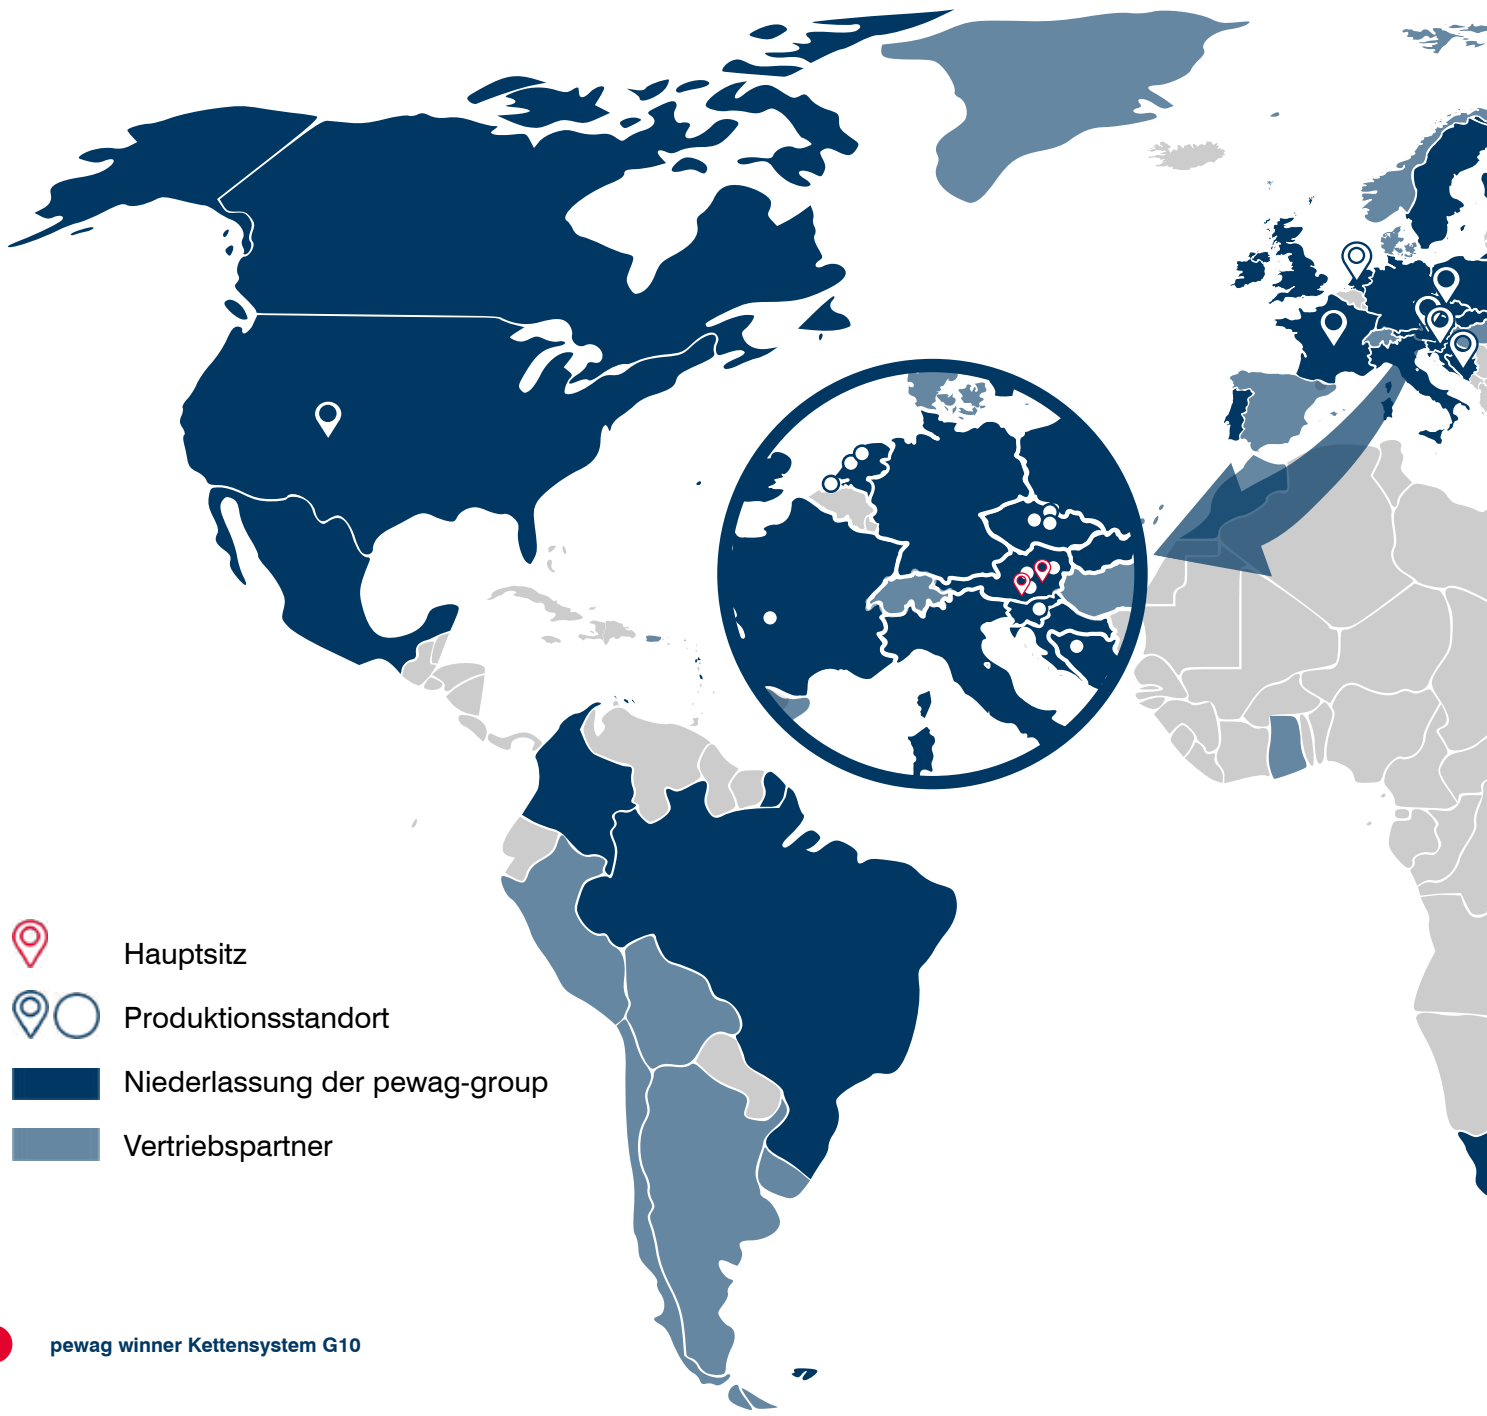 Hauptsitz
Produktionsstandort
Niederlassung der pewag-group
Vertriebspartner
pewag winner Kettensystem G10